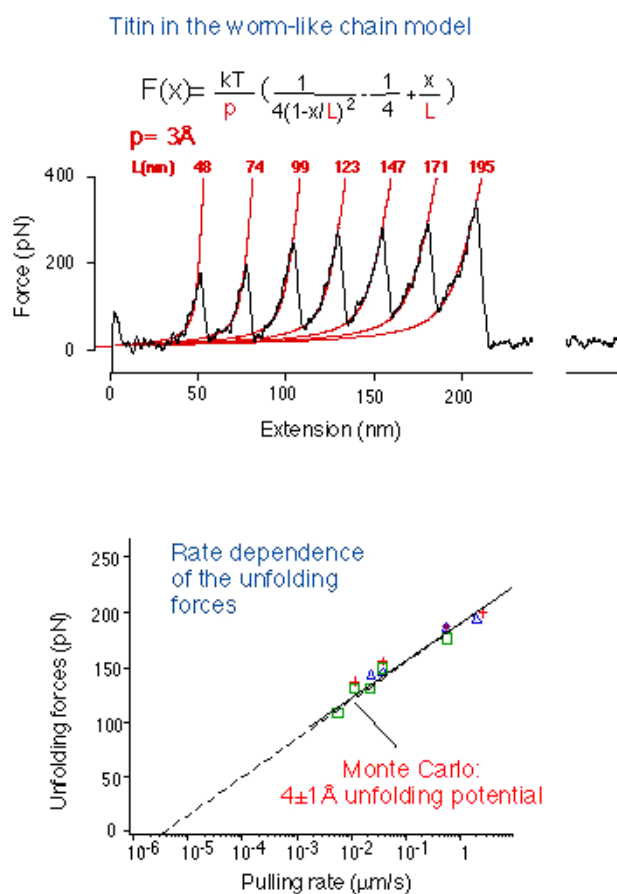 Titin in the worm-like chain model
F(x)= kT/p ( 1/4(1-x/L)² - 1/4 + x/L )
p= 3Å
L(nm) 48 74 99 123 147 171 195
400
200
0
Force (pN)
0 50 100 150 200
Extension (nm)
Rate dependence
of the unfolding
forces
250
200
150
100
50
0
Unfolding forces (pN)
Monte Carlo:
4±1Å unfolding potential
10⁻⁶ 10⁻⁵ 10⁻⁴ 10⁻³ 10⁻² 10⁻¹ 1
Pulling rate (µm/s)